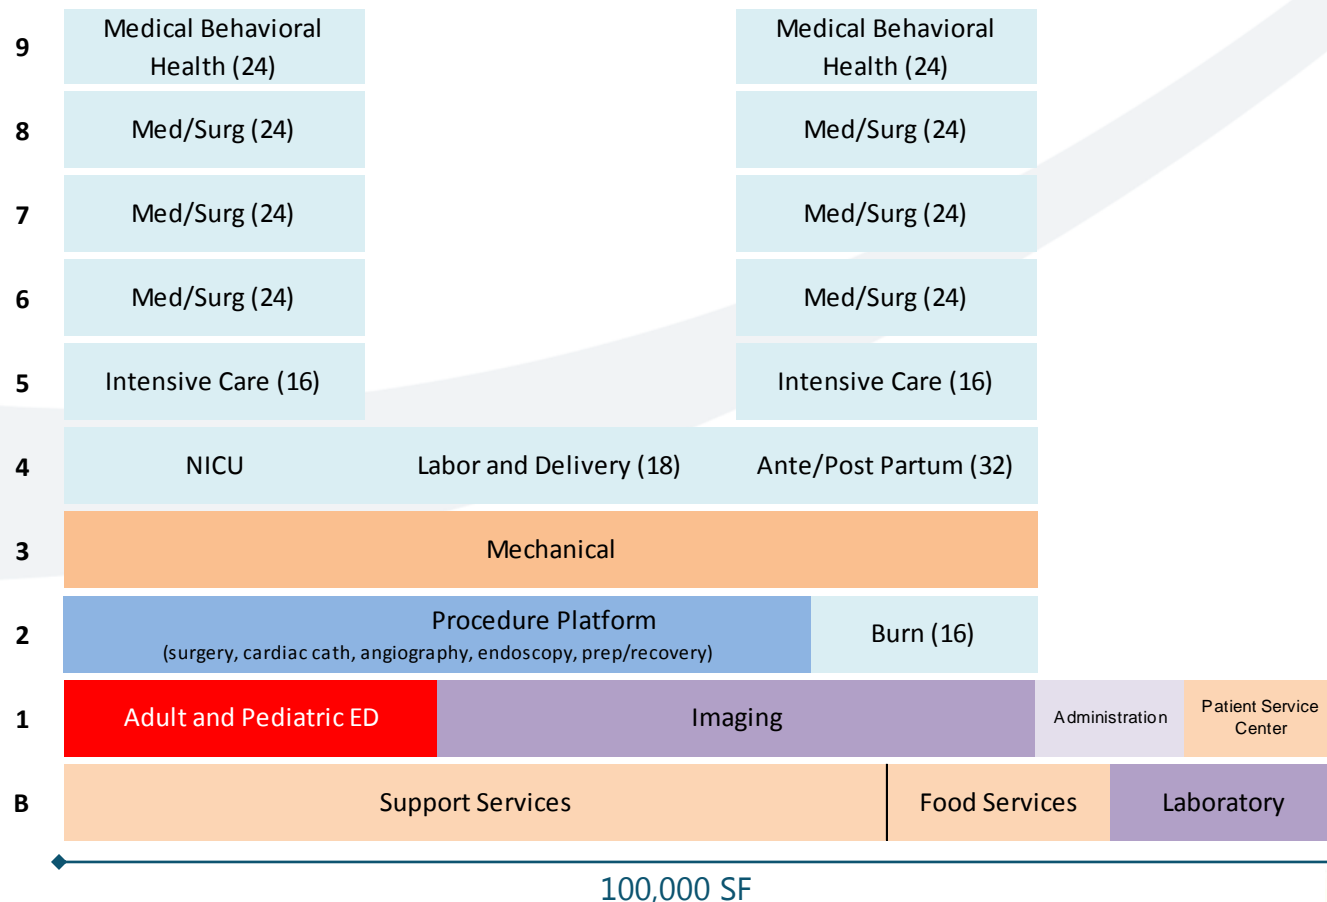 9
Medical Behavioral
Health (24)
Medical Behavioral
Health (24)
8
Med/Surg (24)
Med/Surg (24)
7
Med/Surg (24)
Med/Surg (24)
6
Med/Surg (24)
Med/Surg (24)
5
Intensive Care (16)
Intensive Care (16)
4
NICU
Labor and Delivery (18)
Ante/Post Partum (32)
3
Mechanical
2
Procedure Platform
(surgery, cardiac cath, angiography, endoscopy, prep/recovery)
Burn (16)
1
Adult and Pediatric ED
Imaging
Administration
Patient Service
Center
B
Support Services
Food Services
Laboratory
100,000 SF